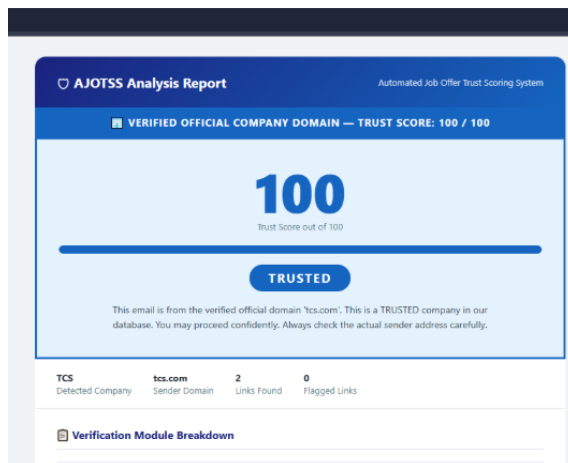 AJOTSS Analysis Report
Automated Job Offer Trust Scoring System
VERIFIED OFFICIAL COMPANY DOMAIN — TRUST SCORE: 100 / 100
100
Trust Score out of 100
TRUSTED
This email is from the verified official domain 'tcs.com'. This is a TRUSTED company in our
database. You may proceed confidently. Always check the actual sender address carefully.
TCS tcs.com 2 0
Detected Company Sender Domain Links Found Flagged Links
Verification Module Breakdown